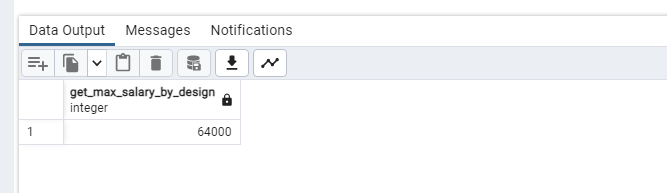 Data Output Messages Notifications
get_max_salary_by_design
integer
1 64000